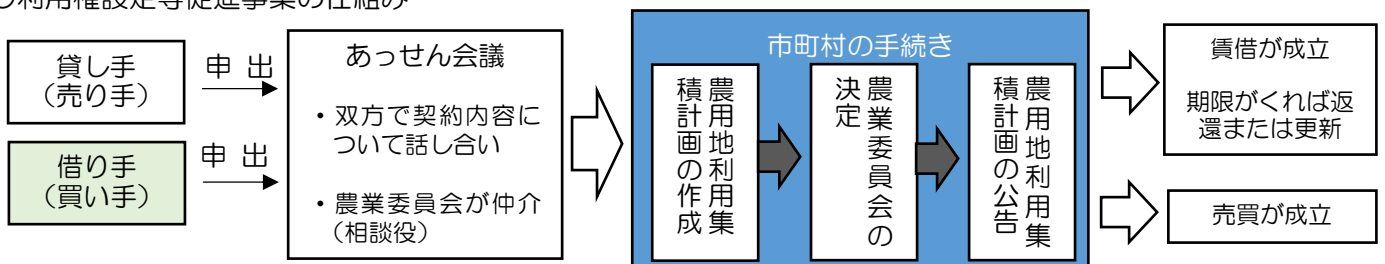 利用権設定等促進事業の仕組み
貸し手
（売り手）
申 出
借り手
（買い手）
申 出
あっせん会議
・双方で契約内容に
ついて話し合い
・農業委員会が仲介
（相談役）
市町村の手続き
農用地利用集
積計画の作成
農業委員会の
決定
農用地利用集
積計画の公告
賃借が成立
期限がくれば返
還または更新
売買が成立